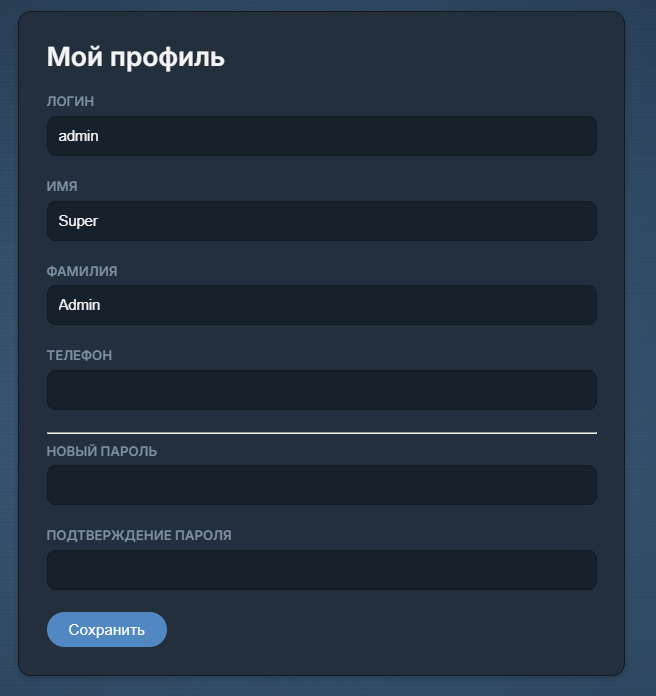 Мой профиль
ЛОГИН
admin
ИМЯ
Super
ФАМИЛИЯ
Admin
ТЕЛЕФОН
НОВЫЙ ПАРОЛЬ
ПОДТВЕРЖДЕНИЕ ПАРОЛЯ
Сохранить